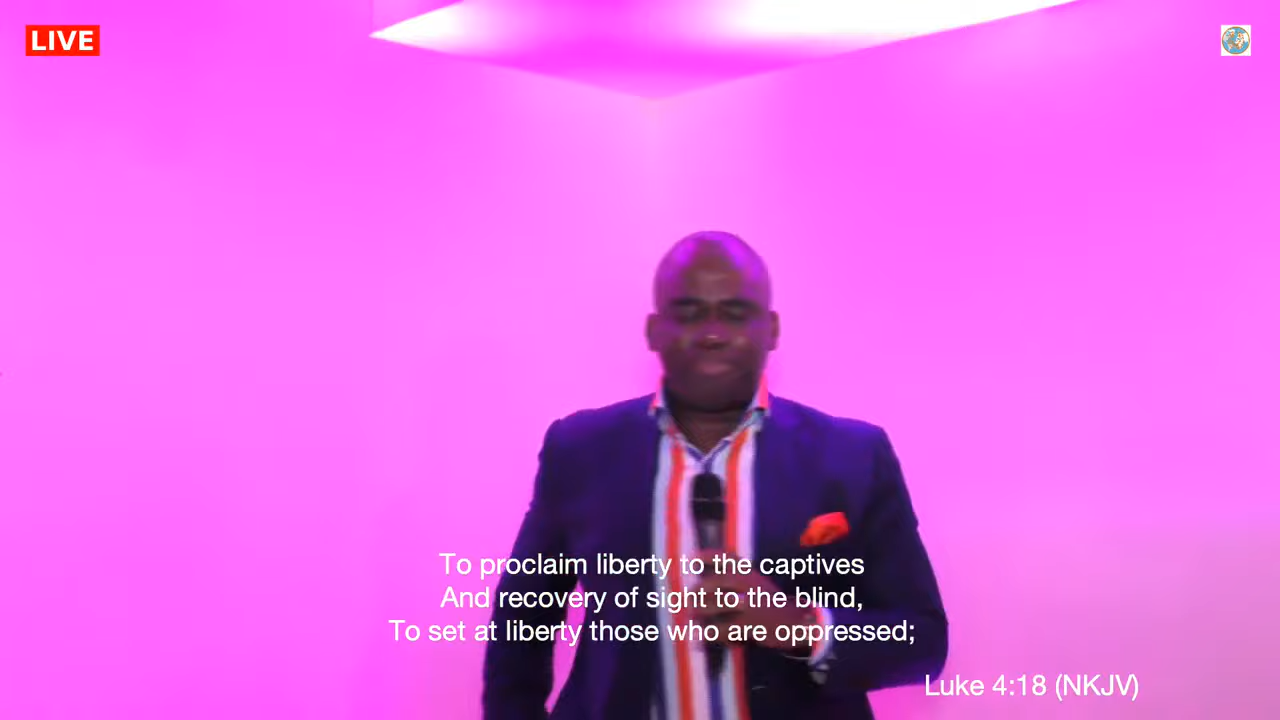 LIVE
To proclaim liberty to the captives
And recovery of sight to the blind,
To set at liberty those who are oppressed;
Luke 4:18 (NKJV)